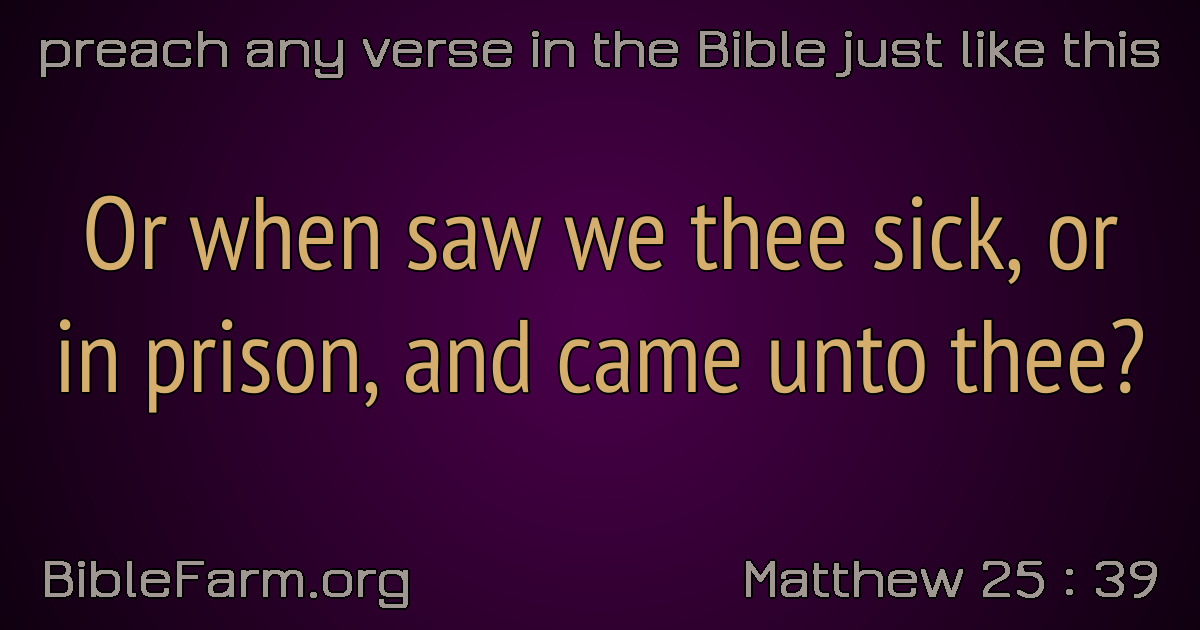 preach any verse in the Bible just like this
Or when saw we thee sick, or
in prison, and came unto thee?
BibleFarm.org
Matthew 25 : 39